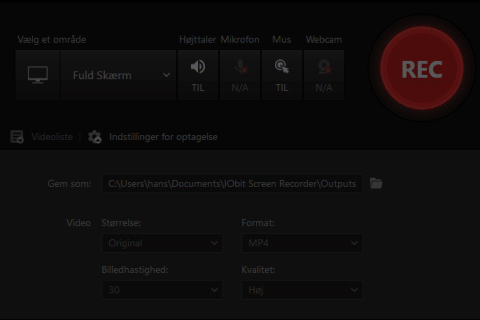 Vælg et område Højttaler Mikrofon Mus Webcam
Fuld Skærm
TIL N/A TIL N/A
REC
Videoliste | Indstillinger for optagelse
Gem som: C:\Users\hans\Documents\IObit Screen Recorder\Outputs
Video Størrelse: Format:
Original MP4
Billedhastighed: Kvalitet:
30 Høj